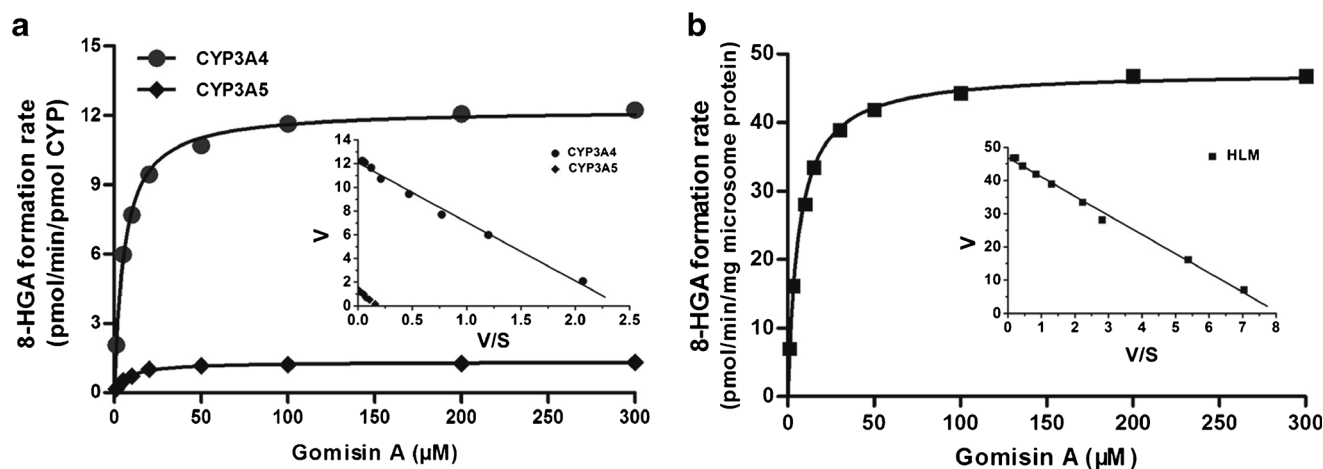 a
15
12
9
6
3
0
8-HGA formation rate
(pmol/min/pmol CYP)
CYP3A4
CYP3A5
14
12
10
8
6
4
2
0
V
CYP3A4
CYP3A5
0.0 0.5 1.0 1.5 2.0 2.5
V/S
0 50 100 150 200 250 300
Gomisin A (µM)
b
60
50
40
30
20
10
0
8-HGA formation rate
(pmol/min/mg microsome protein)
50
40
30
20
10
0
V
HLM
0 1 2 3 4 5 6 7 8
V/S
0 50 100 150 200 250 300
Gomisin A (µM)